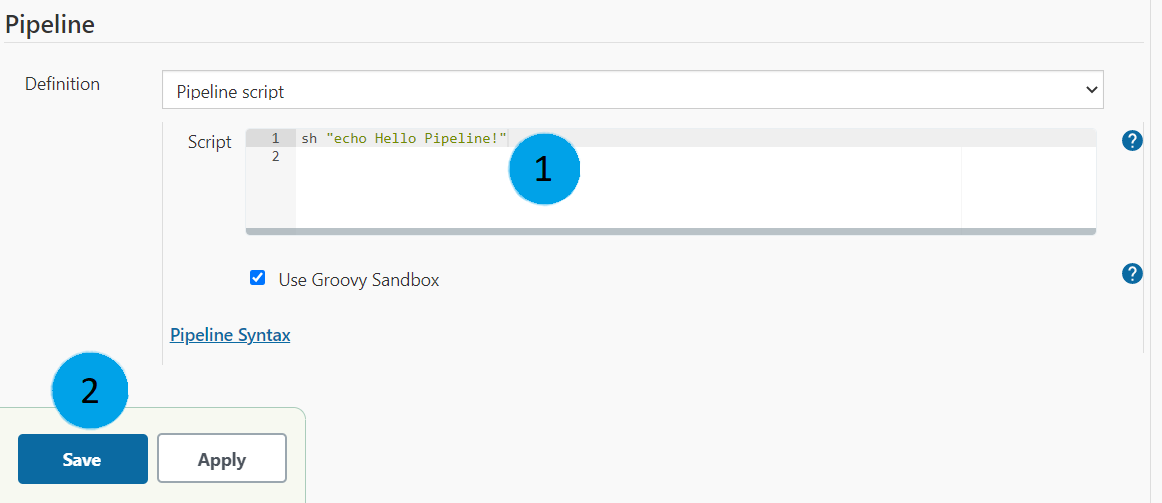 Pipeline
Definition
Pipeline script
Script
1 sh "echo Hello Pipeline!"
2
?
1
Use Groovy Sandbox
?
Pipeline Syntax
2
Save Apply